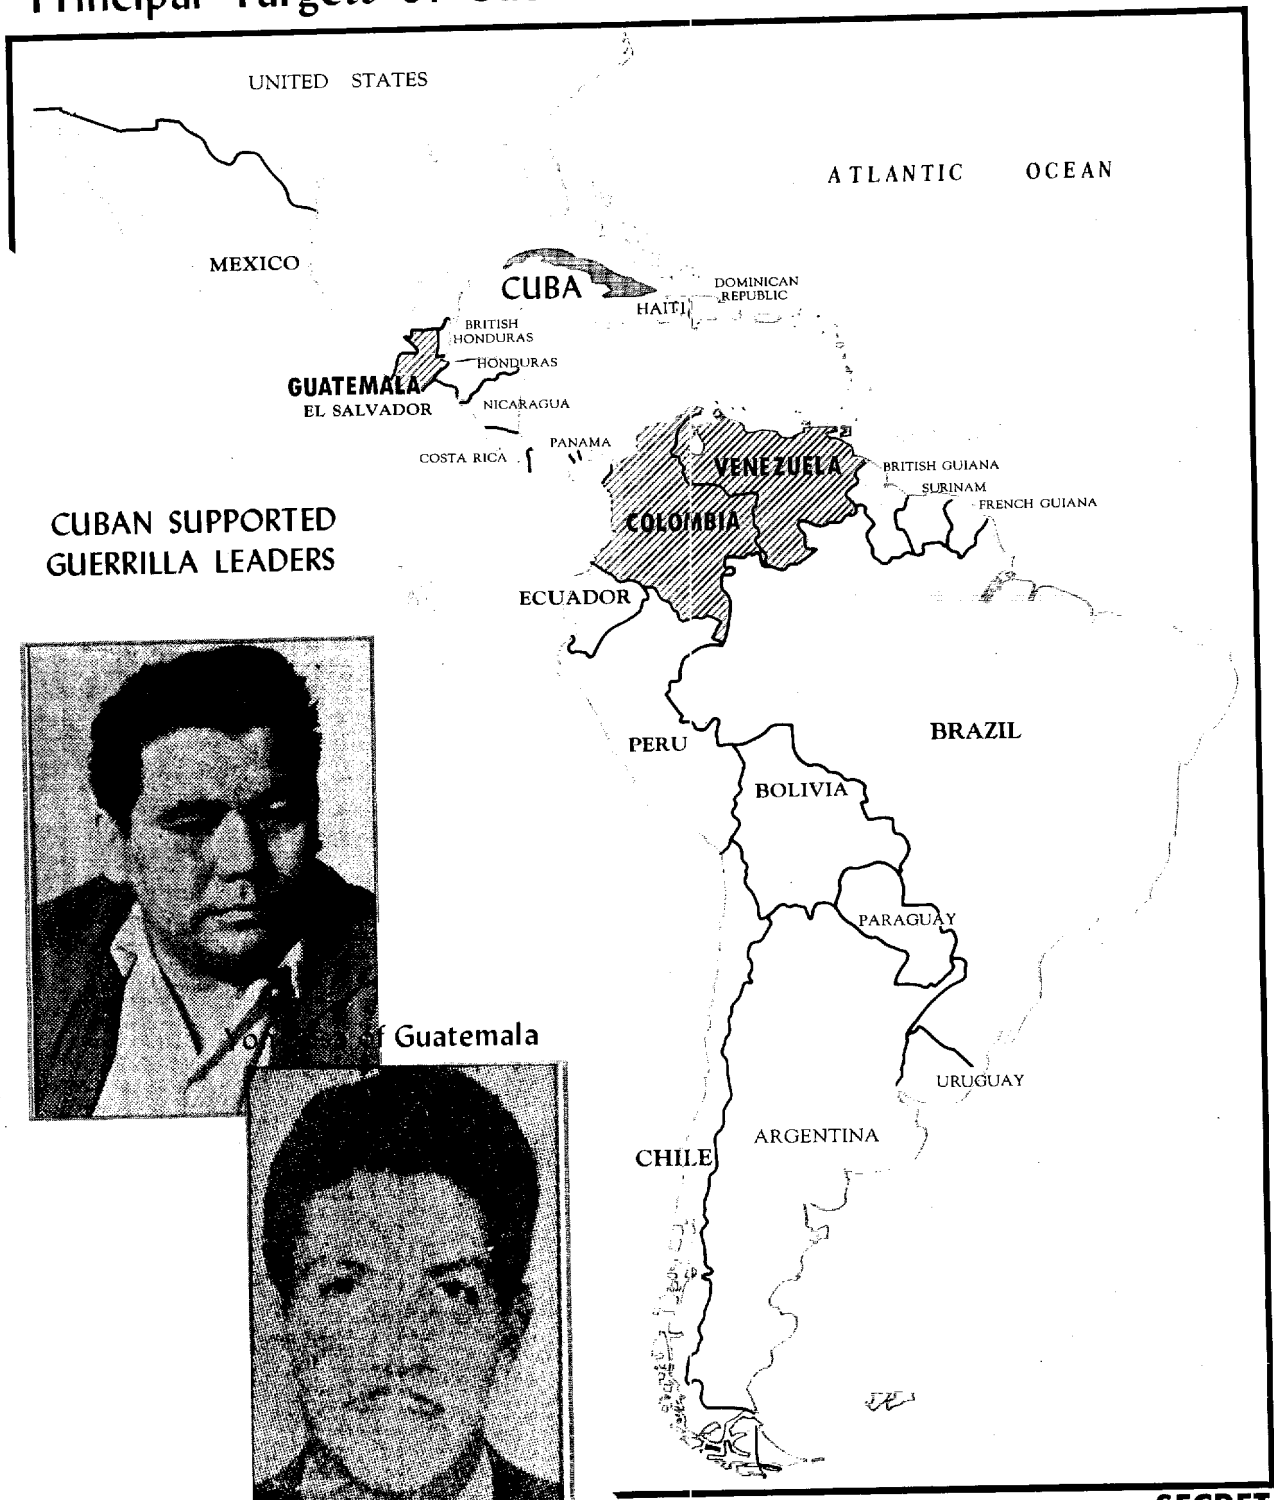 Principal Targets of
UNITED STATES
ATLANTIC OCEAN
MEXICO
CUBA
DOMINICAN
REPUBLIC
HAITI
BRITISH
HONDURAS
HONDURAS
GUATEMALA
EL SALVADOR
NICARAGUA
COSTA RICA
PANAMA
VENEZUELA
BRITISH GUIANA
SURINAM
FRENCH GUIANA
COLOMBIA
CUBAN SUPPORTED
GUERRILLA LEADERS
ECUADOR
PERU
BRAZIL
BOLIVIA
PARAGUAY
of Guatemala
URUGUAY
ARGENTINA
CHILE
SECRET